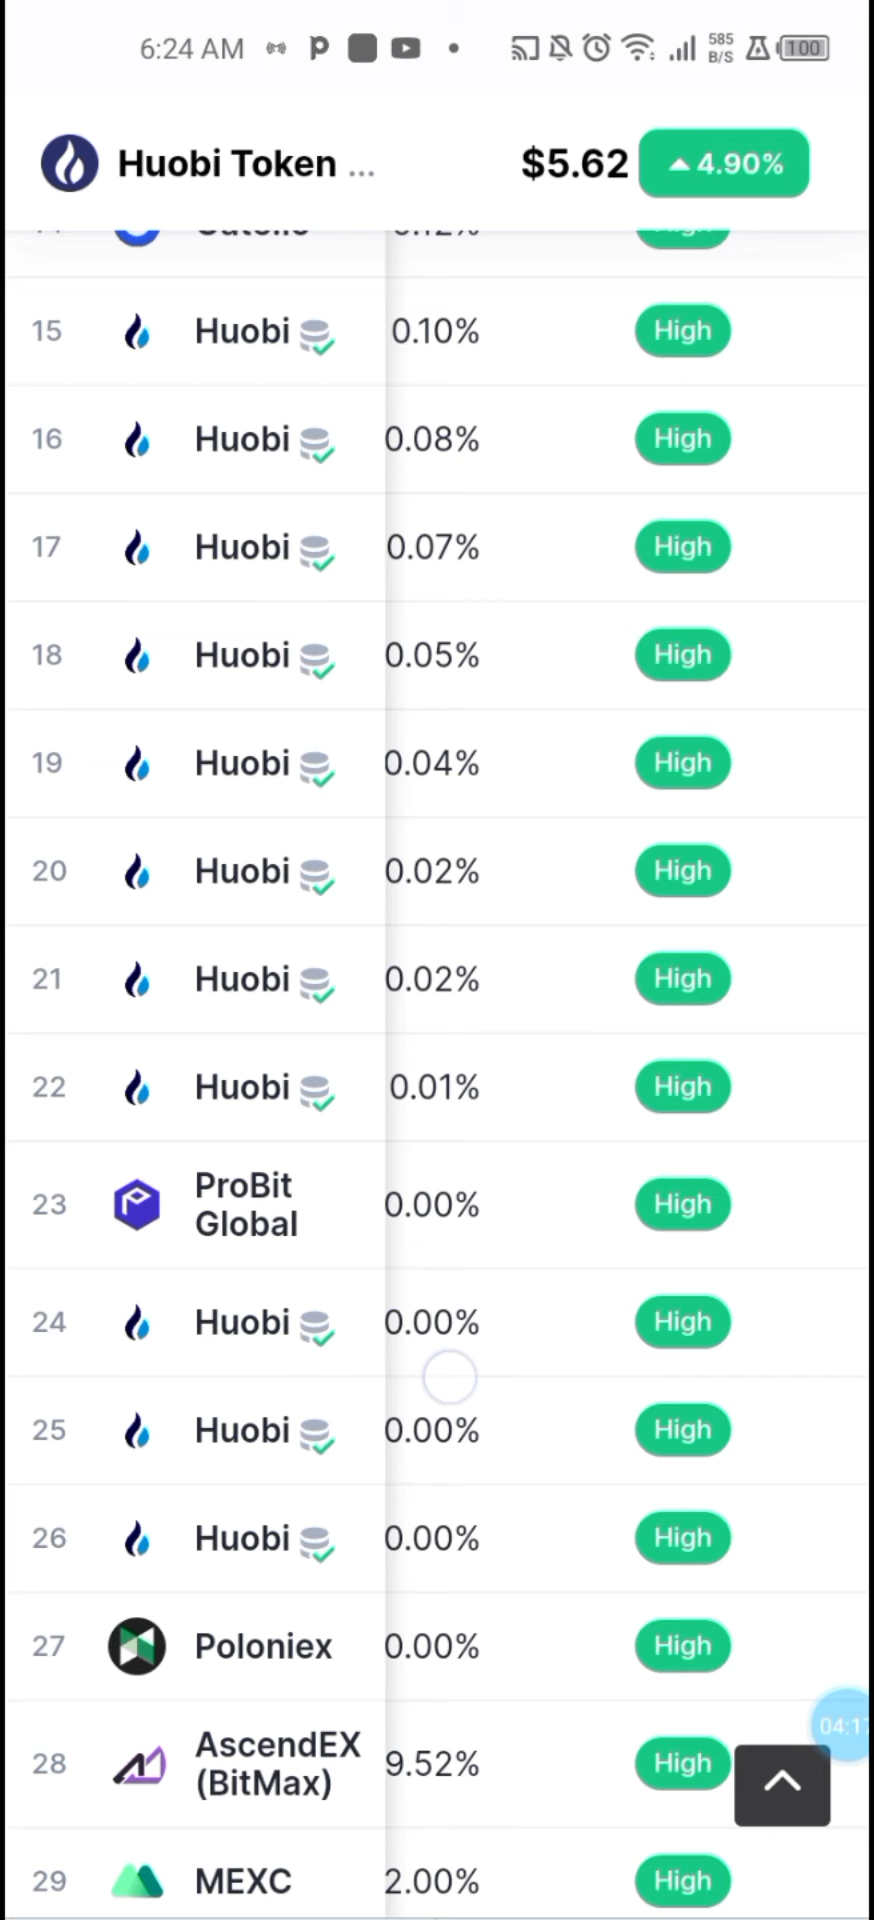 6:24 AM 585 B/S 100
Huobi Token ... $5.62 4.90%
15 Huobi 0.10% High
16 Huobi 0.08% High
17 Huobi 0.07% High
18 Huobi 0.05% High
19 Huobi 0.04% High
20 Huobi 0.02% High
21 Huobi 0.02% High
22 Huobi 0.01% High
23 ProBit Global 0.00% High
24 Huobi 0.00% High
25 Huobi 0.00% High
26 Huobi 0.00% High
27 Poloniex 0.00% High
04:17
28 AscendEX (BitMax) 9.52% High
29 MEXC 2.00% High